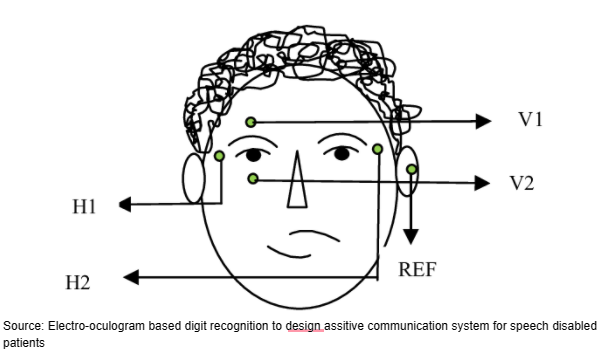 V1
V2
H1
H2
REF
Source: Electro-oculogram based digit recognition to design assitive communication system for speech disabled
patients